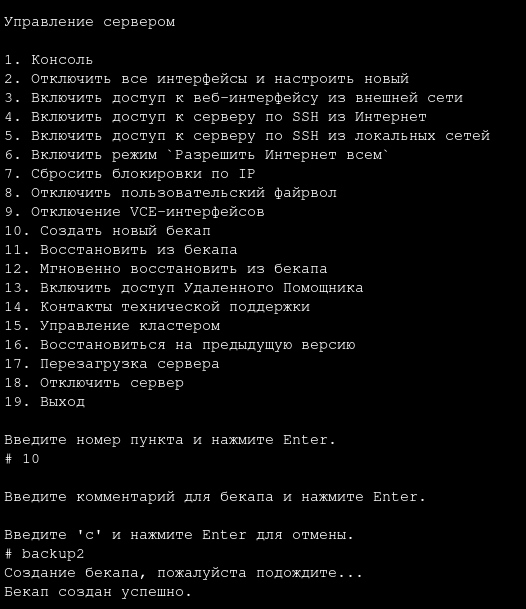 Управление сервером
1. Консоль
2. Отключить все интерфейсы и настроить новый
3. Включить доступ к веб-интерфейсу из внешней сети
4. Включить доступ к серверу по SSH из Интернет
5. Включить доступ к серверу по SSH из локальных сетей
6. Включить режим `Разрешить Интернет всем`
7. Сбросить блокировки по IP
8. Отключить пользовательский файрвол
9. Отключение VCE-интерфейсов
10. Создать новый бекап
11. Восстановить из бекапа
12. Мгновенно восстановить из бекапа
13. Включить доступ Удаленного Помощника
14. Контакты технической поддержки
15. Управление кластером
16. Восстановиться на предыдущую версию
17. Перезагрузка сервера
18. Отключить сервер
19. Выход
Введите номер пункта и нажмите Enter.
# 10
Введите комментарий для бекапа и нажмите Enter.
Введите 'c' и нажмите Enter для отмены.
# backup2
Создание бекапа, пожалуйста подождите...
Бекап создан успешно.